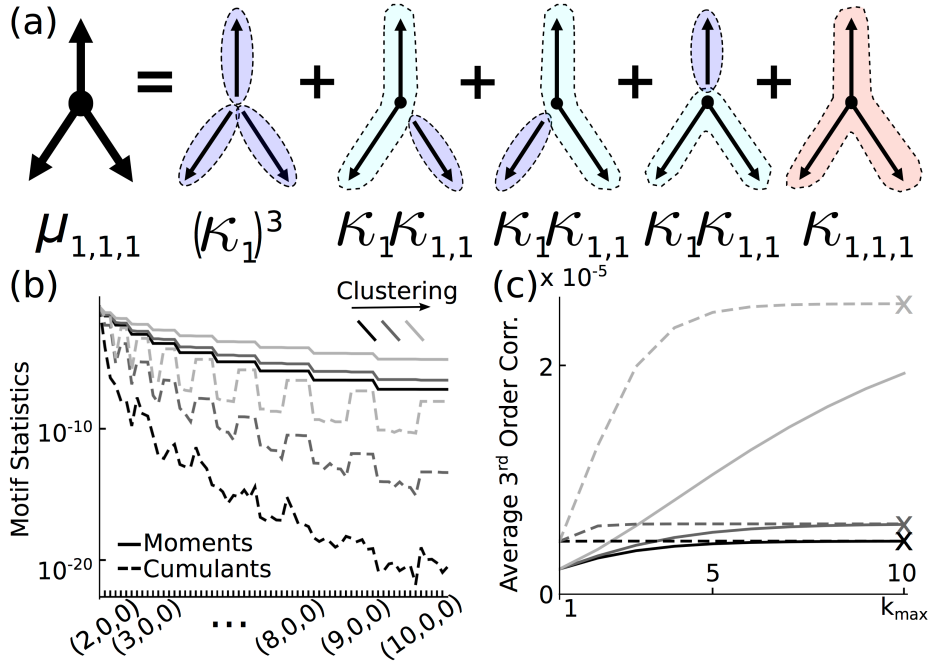 (a)
= + + + +
μ1,1,1 (κ1)³ κ1κ1,1 κ1κ1,1 κ1κ1,1 κ1,1,1
(b)
Clustering
Motif Statistics
10⁻¹⁰
10⁻²⁰
Moments
Cumulants
(2,0,0) (3,0,0) ... (8,0,0) (9,0,0) (10,0,0)
(c)
x 10⁻⁵
Average 3ʳᵈ Order Corr.
2
0
1 5 10
kmax